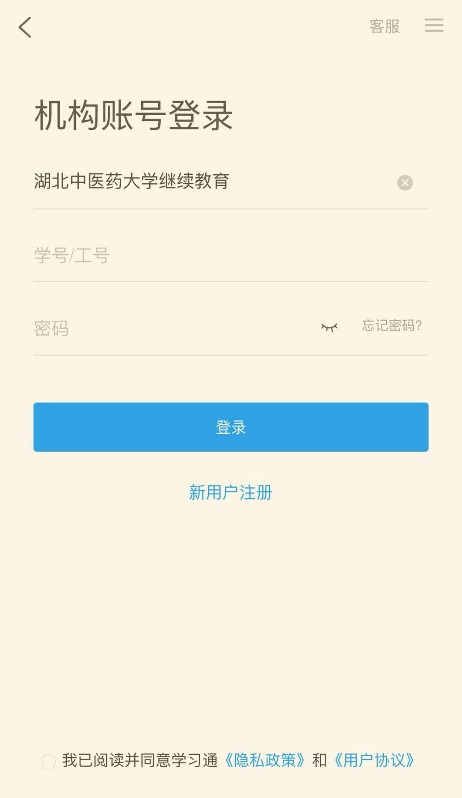 客服
机构账号登录
湖北中医药大学继续教育
学号/工号
密码 忘记密码?
登录
新用户注册
我已阅读并同意学习通《隐私政策》和《用户协议》